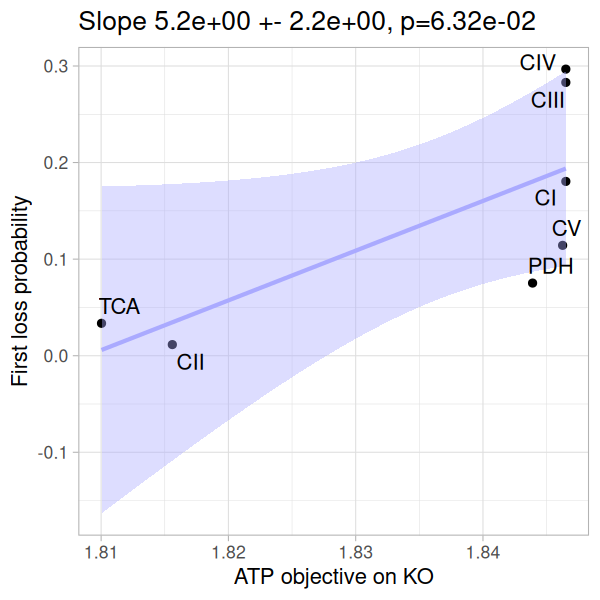 Slope 5.2e+00 +- 2.2e+00, p=6.32e-02
0.3
0.2
0.1
0.0
-0.1
First loss probability
CIV
CIII
CI
CV
PDH
TCA
CII
1.81
1.82
1.83
1.84
ATP objective on KO